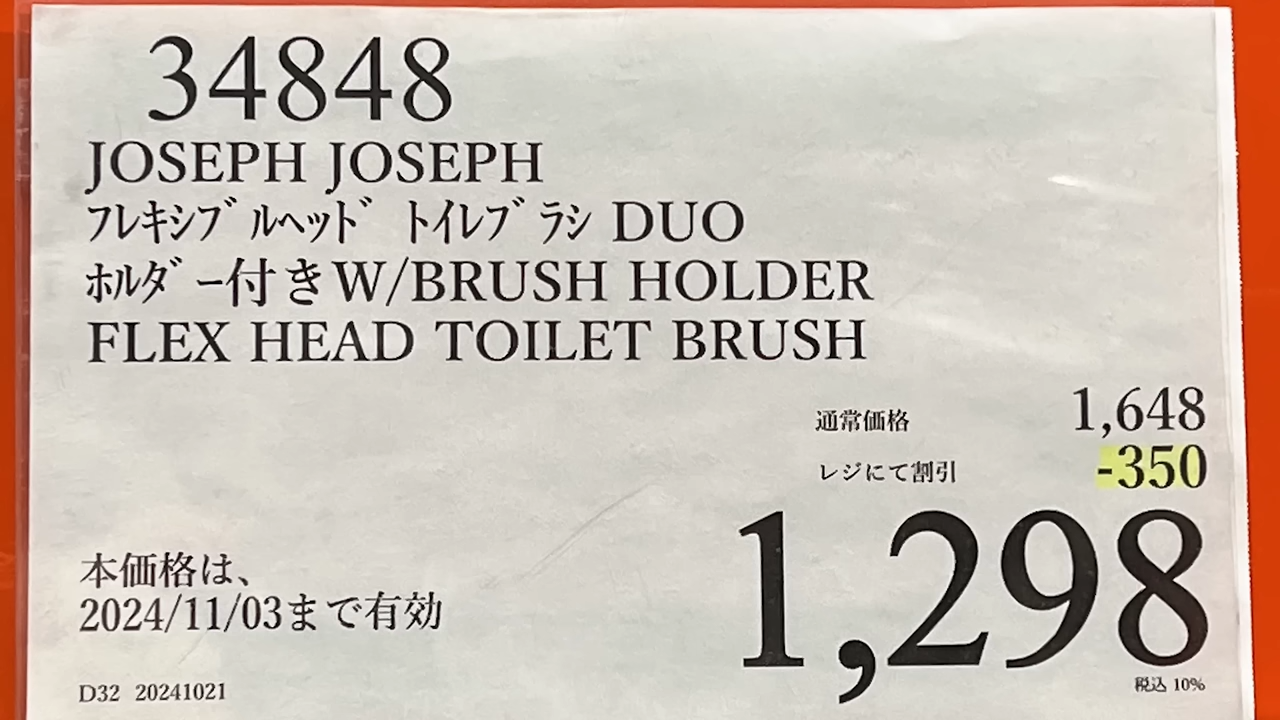 34848
JOSEPH JOSEPH
ﾌﾚｷｼﾌﾞﾙﾍｯﾄﾞ ﾄｲﾚﾌﾞﾗｼ DUO
ﾎﾙﾀﾞｰ付きW/BRUSH HOLDER
FLEX HEAD TOILET BRUSH
通常価格 1,648
レジにて割引 -350
1,298
本価格は、
2024/11/03まで有効
D32 20241021
税込 10%